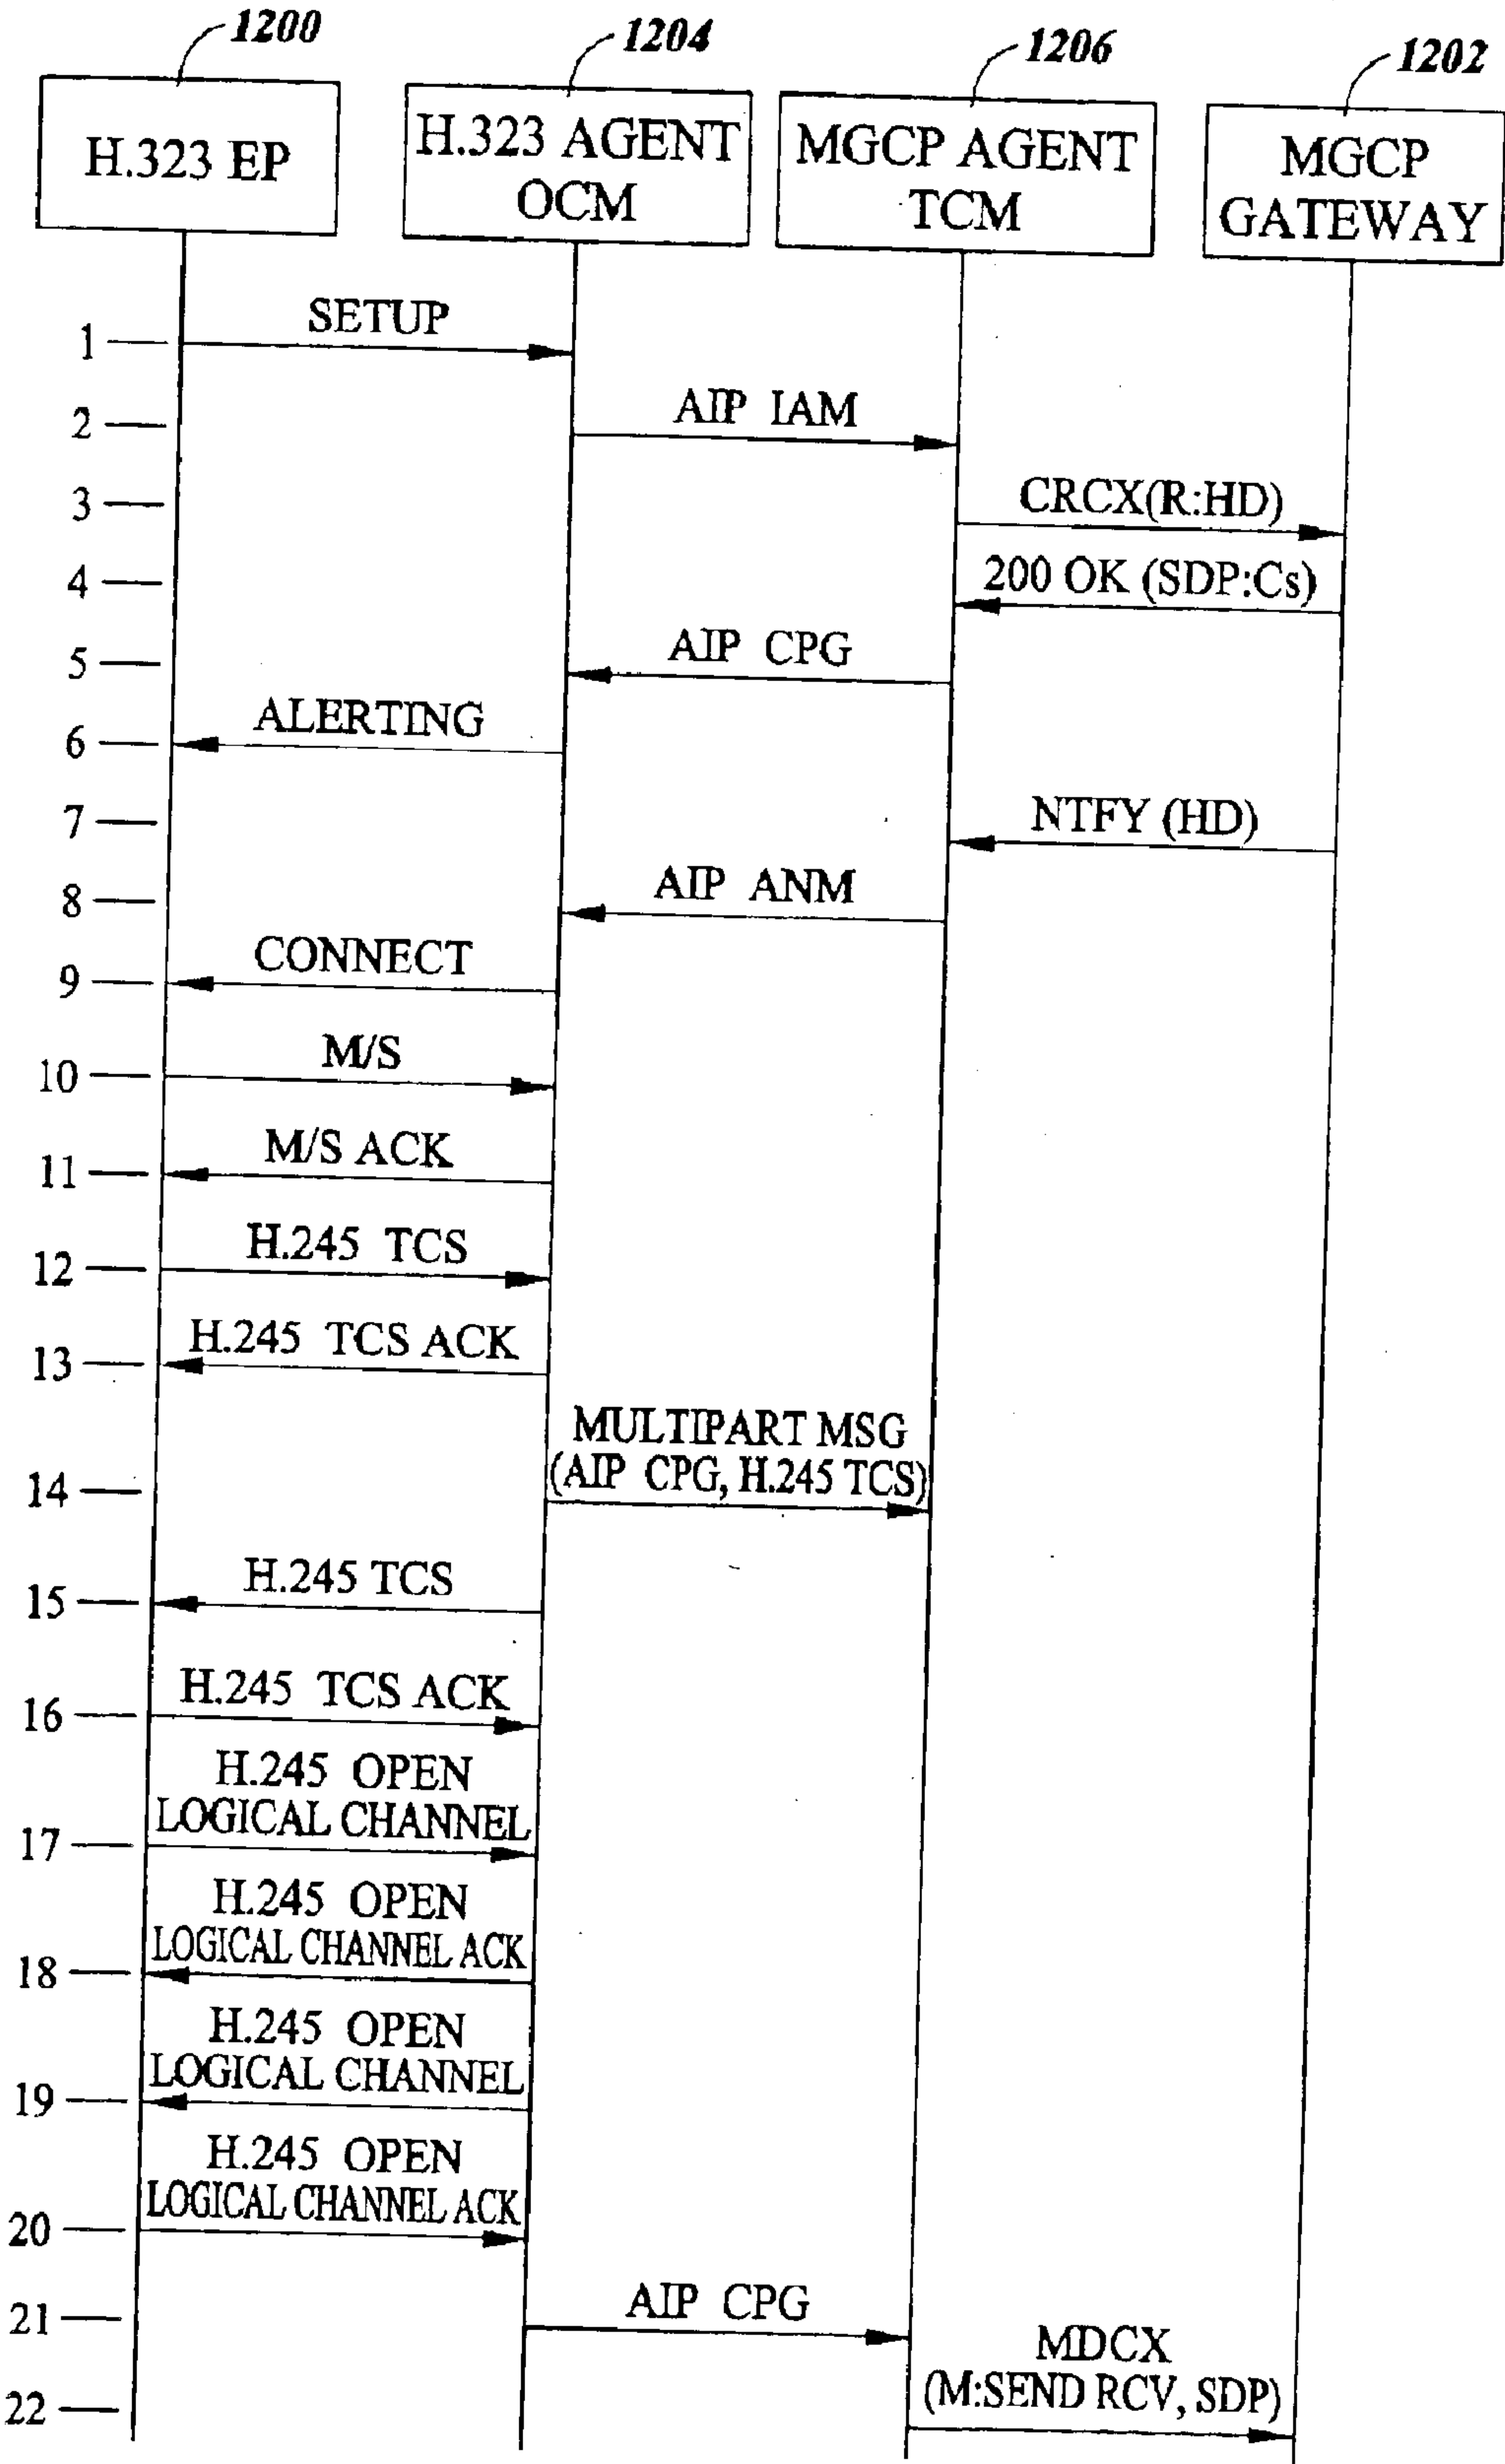 1200
1204
1206
1202
H.323 EP
H.323 AGENT
OCM
MGCP AGENT
TCM
MGCP
GATEWAY
1
SETUP
2
AIP IAM
3
CRCX(R:HD)
4
200 OK (SDP:Cs)
5
AIP CPG
6
ALERTING
7
NTFY (HD)
8
AIP ANM
9
CONNECT
10
M/S
11
M/S ACK
12
H.245 TCS
13
H.245 TCS ACK
14
MULTIPART MSG
(AIP CPG, H.245 TCS)
15
H.245 TCS
16
H.245 TCS ACK
17
H.245 OPEN
LOGICAL CHANNEL
18
H.245 OPEN
LOGICAL CHANNEL ACK
19
H.245 OPEN
LOGICAL CHANNEL
20
H.245 OPEN
LOGICAL CHANNEL ACK
21
AIP CPG
22
MDCX
(M:SEND RCV, SDP)